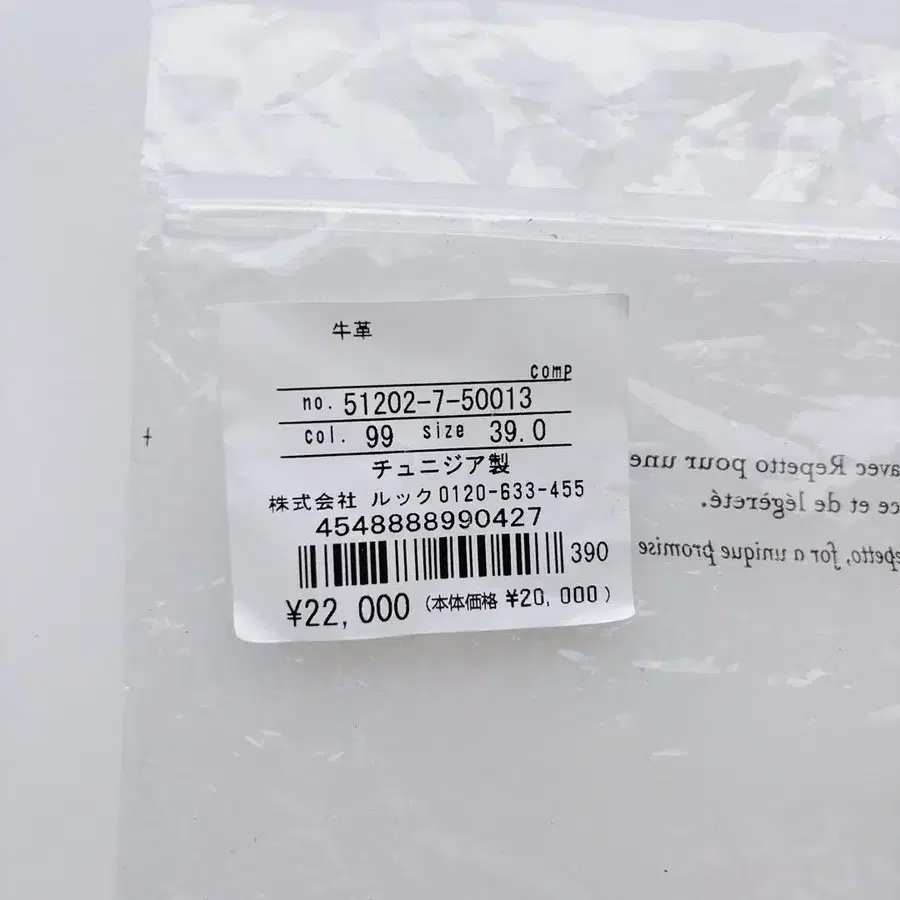 牛革
comp
no. 51202-7-50013
col. 99 size 39.0
チュニジア製
株式会社 ルック 0120-633-455
4548888990427
390
¥22,000 (本体価格 ¥20,000)
avec Repetto pour une
ce et de légèreté.
epetto, for a unique promise